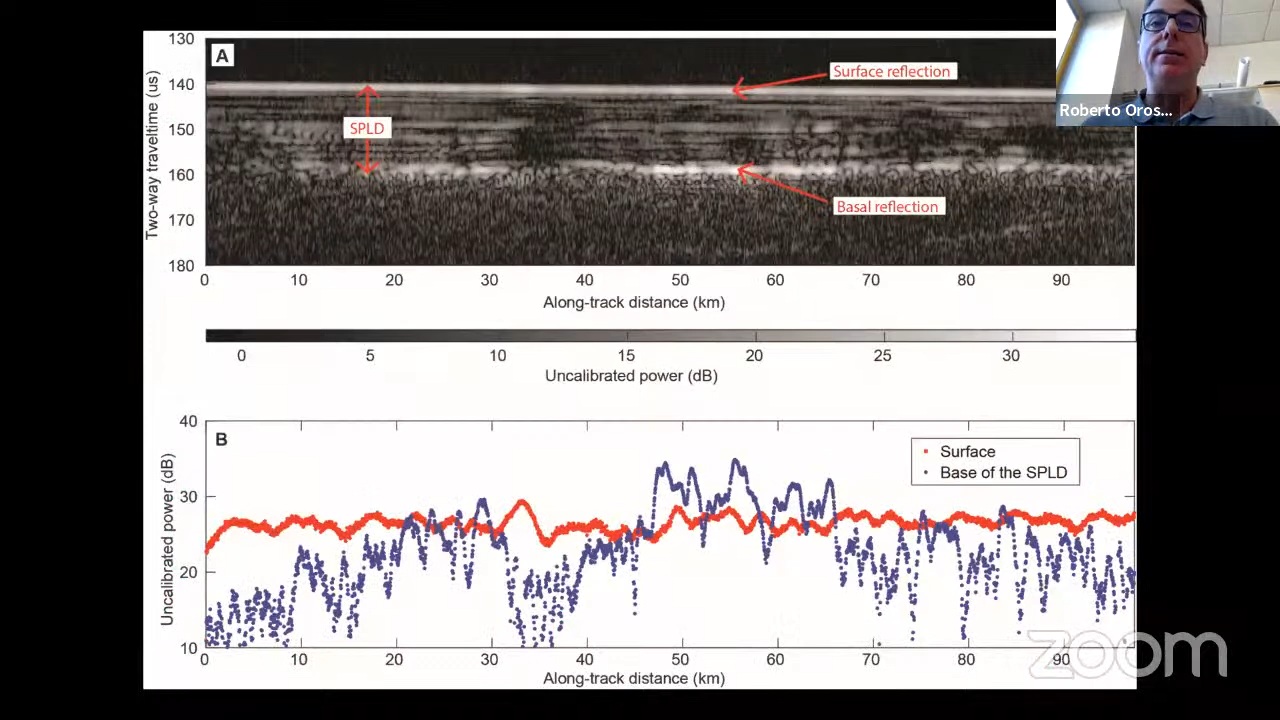 A
130
140
150
160
170
180
Two-way traveltime (us)
Surface reflection
SPLD
Basal reflection
0 10 20 30 40 50 60 70 80 90
Along-track distance (km)
0 5 10 15 20 25 30
Uncalibrated power (dB)
B
40
30
20
10
Uncalibrated power (dB)
Surface
Base of the SPLD
0 10 20 30 40 50 60 70 80 90
Along-track distance (km)
Roberto Oros...
zoom